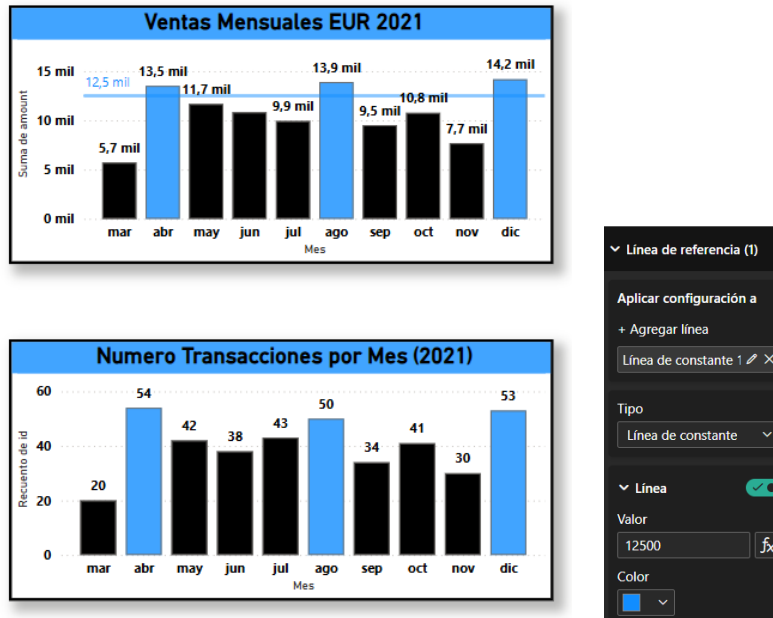 Ventas Mensuales EUR 2021
Suma de amount
15 mil
10 mil
5 mil
0 mil
12,5 mil
5,7 mil
13,5 mil
11,7 mil
9,9 mil
13,9 mil
9,5 mil
10,8 mil
7,7 mil
14,2 mil
mar abr may jun jul ago sep oct nov dic
Mes
Numero Transacciones por Mes (2021)
Recuento de id
60
40
20
0
20
54
42
38
43
50
34
41
30
53
mar abr may jun jul ago sep oct nov dic
Mes
Línea de referencia (1)
Aplicar configuración a
+ Agregar línea
Línea de constante 1
Tipo
Línea de constante
Línea
Valor
12500
fx
Color